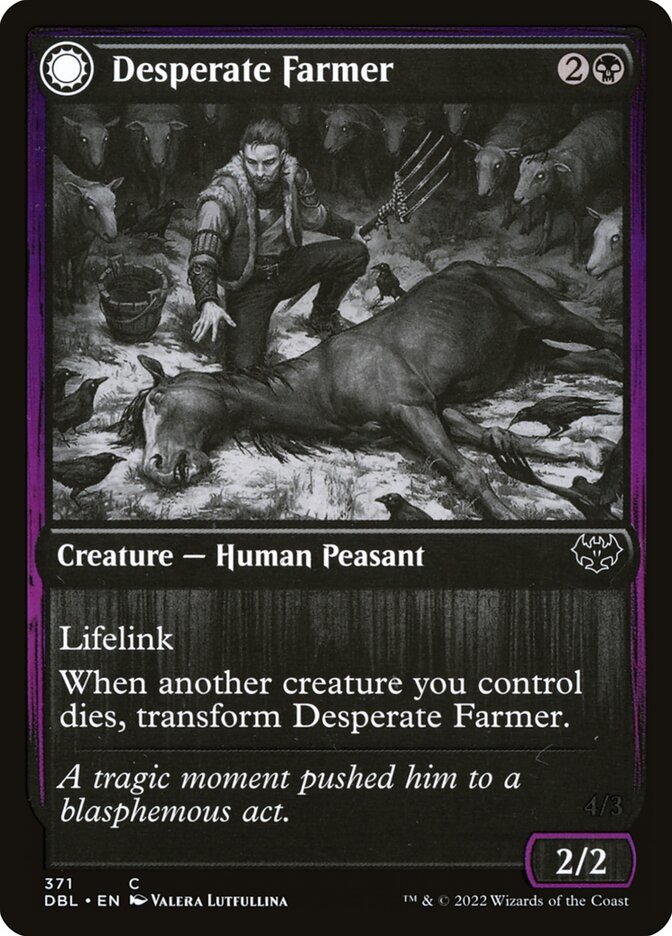 Desperate Farmer 2
Creature — Human Peasant
Lifelink
When another creature you control
dies, transform Desperate Farmer.
A tragic moment pushed him to a
blasphemous act.
4/3
2/2
371 C
DBL • EN Valera Lutfullina
™ & © 2022 Wizards of the Coast